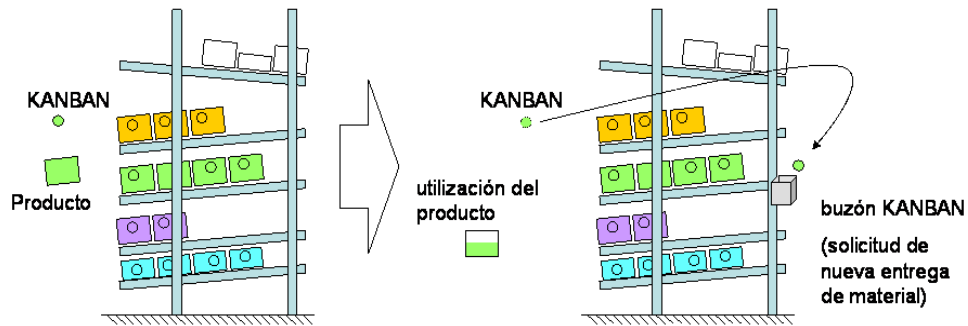 KANBAN
Producto
KANBAN
utilización del
producto
buzón KANBAN
(solicitud de
nueva entrega
de material)